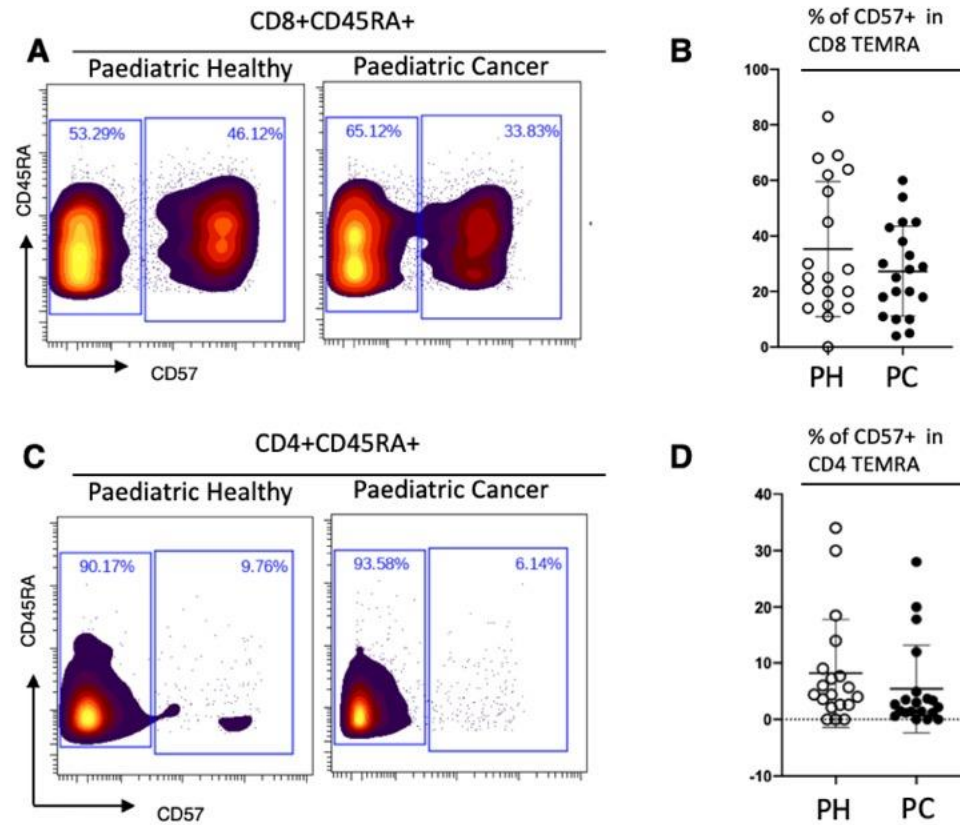 CD8+CD45RA+
A
Paediatric Healthy
Paediatric Cancer
53.29%
46.12%
65.12%
33.83%
CD45RA
CD57
B
% of CD57+ in
CD8 TEMRA
100
80
60
40
20
0
PH
PC
CD4+CD45RA+
C
Paediatric Healthy
Paediatric Cancer
90.17%
9.76%
93.58%
6.14%
CD45RA
CD57
D
% of CD57+ in
CD4 TEMRA
40
30
20
10
0
-10
PH
PC